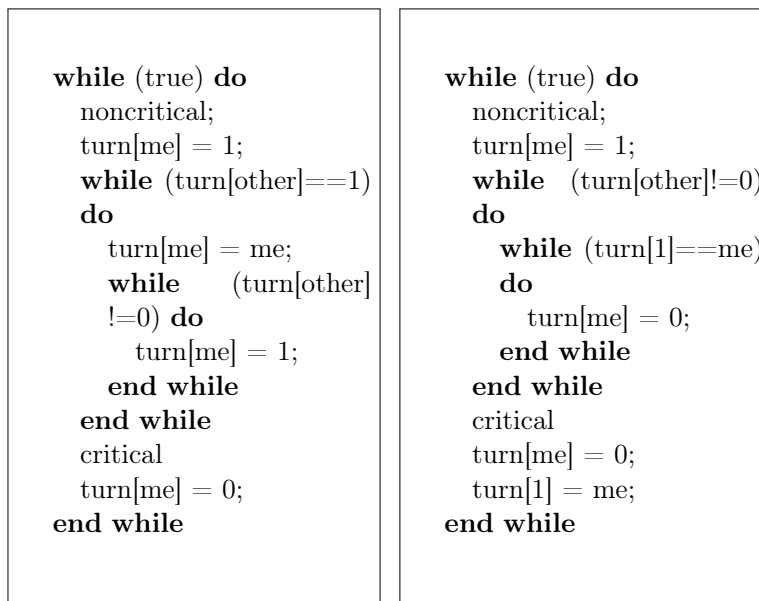 while (true) do
noncritical;
turn[me] = 1;
while (turn[other]==1)
do
turn[me] = me;
while (turn[other]
!=0) do
turn[me] = 1;
end while
end while
critical
turn[me] = 0;
end while
while (true) do
noncritical;
turn[me] = 1;
while (turn[other]!=0)
do
while (turn[1]==me)
do
turn[me] = 0;
end while
end while
critical
turn[me] = 0;
turn[1] = me;
end while